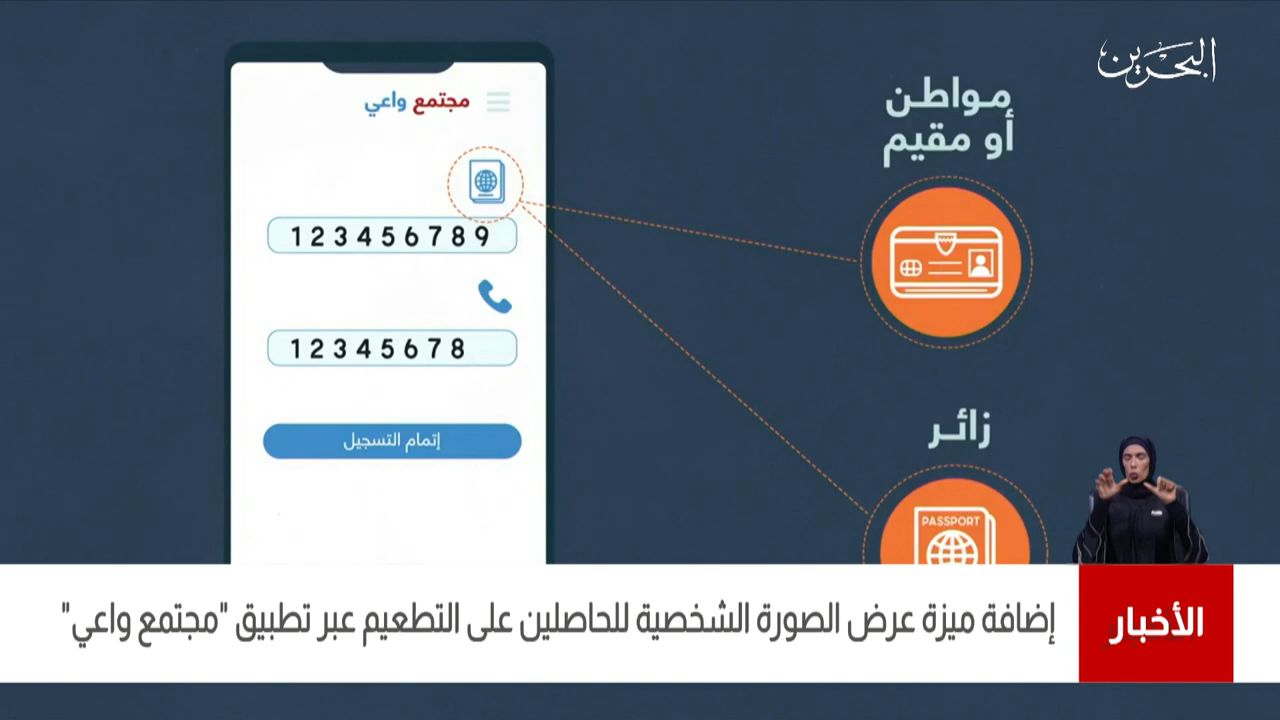 البحرين
مجتمع واعي
123456789
12345678
إتمام التسجيل
مواطن
أو مقيم
زائر
PASSPORT
الأخبار
إضافة ميزة عرض الصورة الشخصية للحاصلين على التطعيم عبر تطبيق "مجتمع واعي"